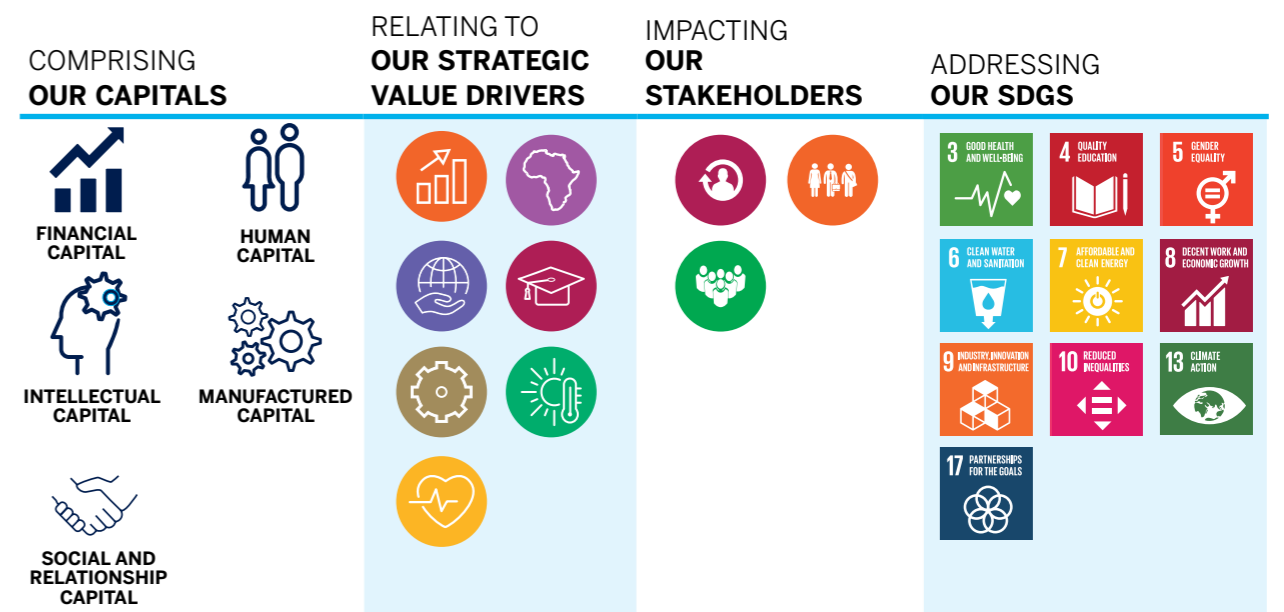 COMPRISING
OUR CAPITALS
RELATING TO
OUR STRATEGIC
VALUE DRIVERS
IMPACTING
OUR
STAKEHOLDERS
ADDRESSING
OUR SDGS
FINANCIAL
CAPITAL
HUMAN
CAPITAL
INTELLECTUAL
CAPITAL
MANUFACTURED
CAPITAL
SOCIAL AND
RELATIONSHIP
CAPITAL
3 GOOD HEALTH
AND WELL-BEING
4 QUALITY
EDUCATION
5 GENDER
EQUALITY
6 CLEAN WATER
AND SANITATION
7 AFFORDABLE AND
CLEAN ENERGY
8 DECENT WORK AND
ECONOMIC GROWTH
9 INDUSTRY, INNOVATION
AND INFRASTRUCTURE
10 REDUCED
INEQUALITIES
13 CLIMATE
ACTION
17 PARTNERSHIPS
FOR THE GOALS